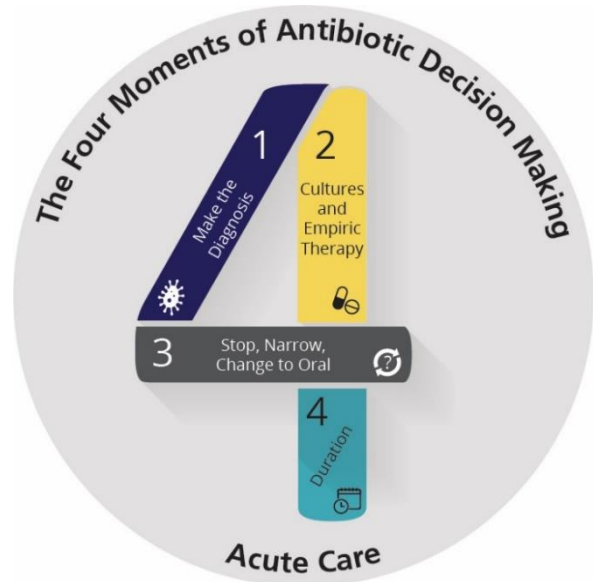 The Four Moments of Antibiotic Decision Making
1
Make the
Diagnosis
2
Cultures
and
Empiric
Therapy
3
Stop, Narrow,
Change to Oral
?
4
Duration
Acute Care